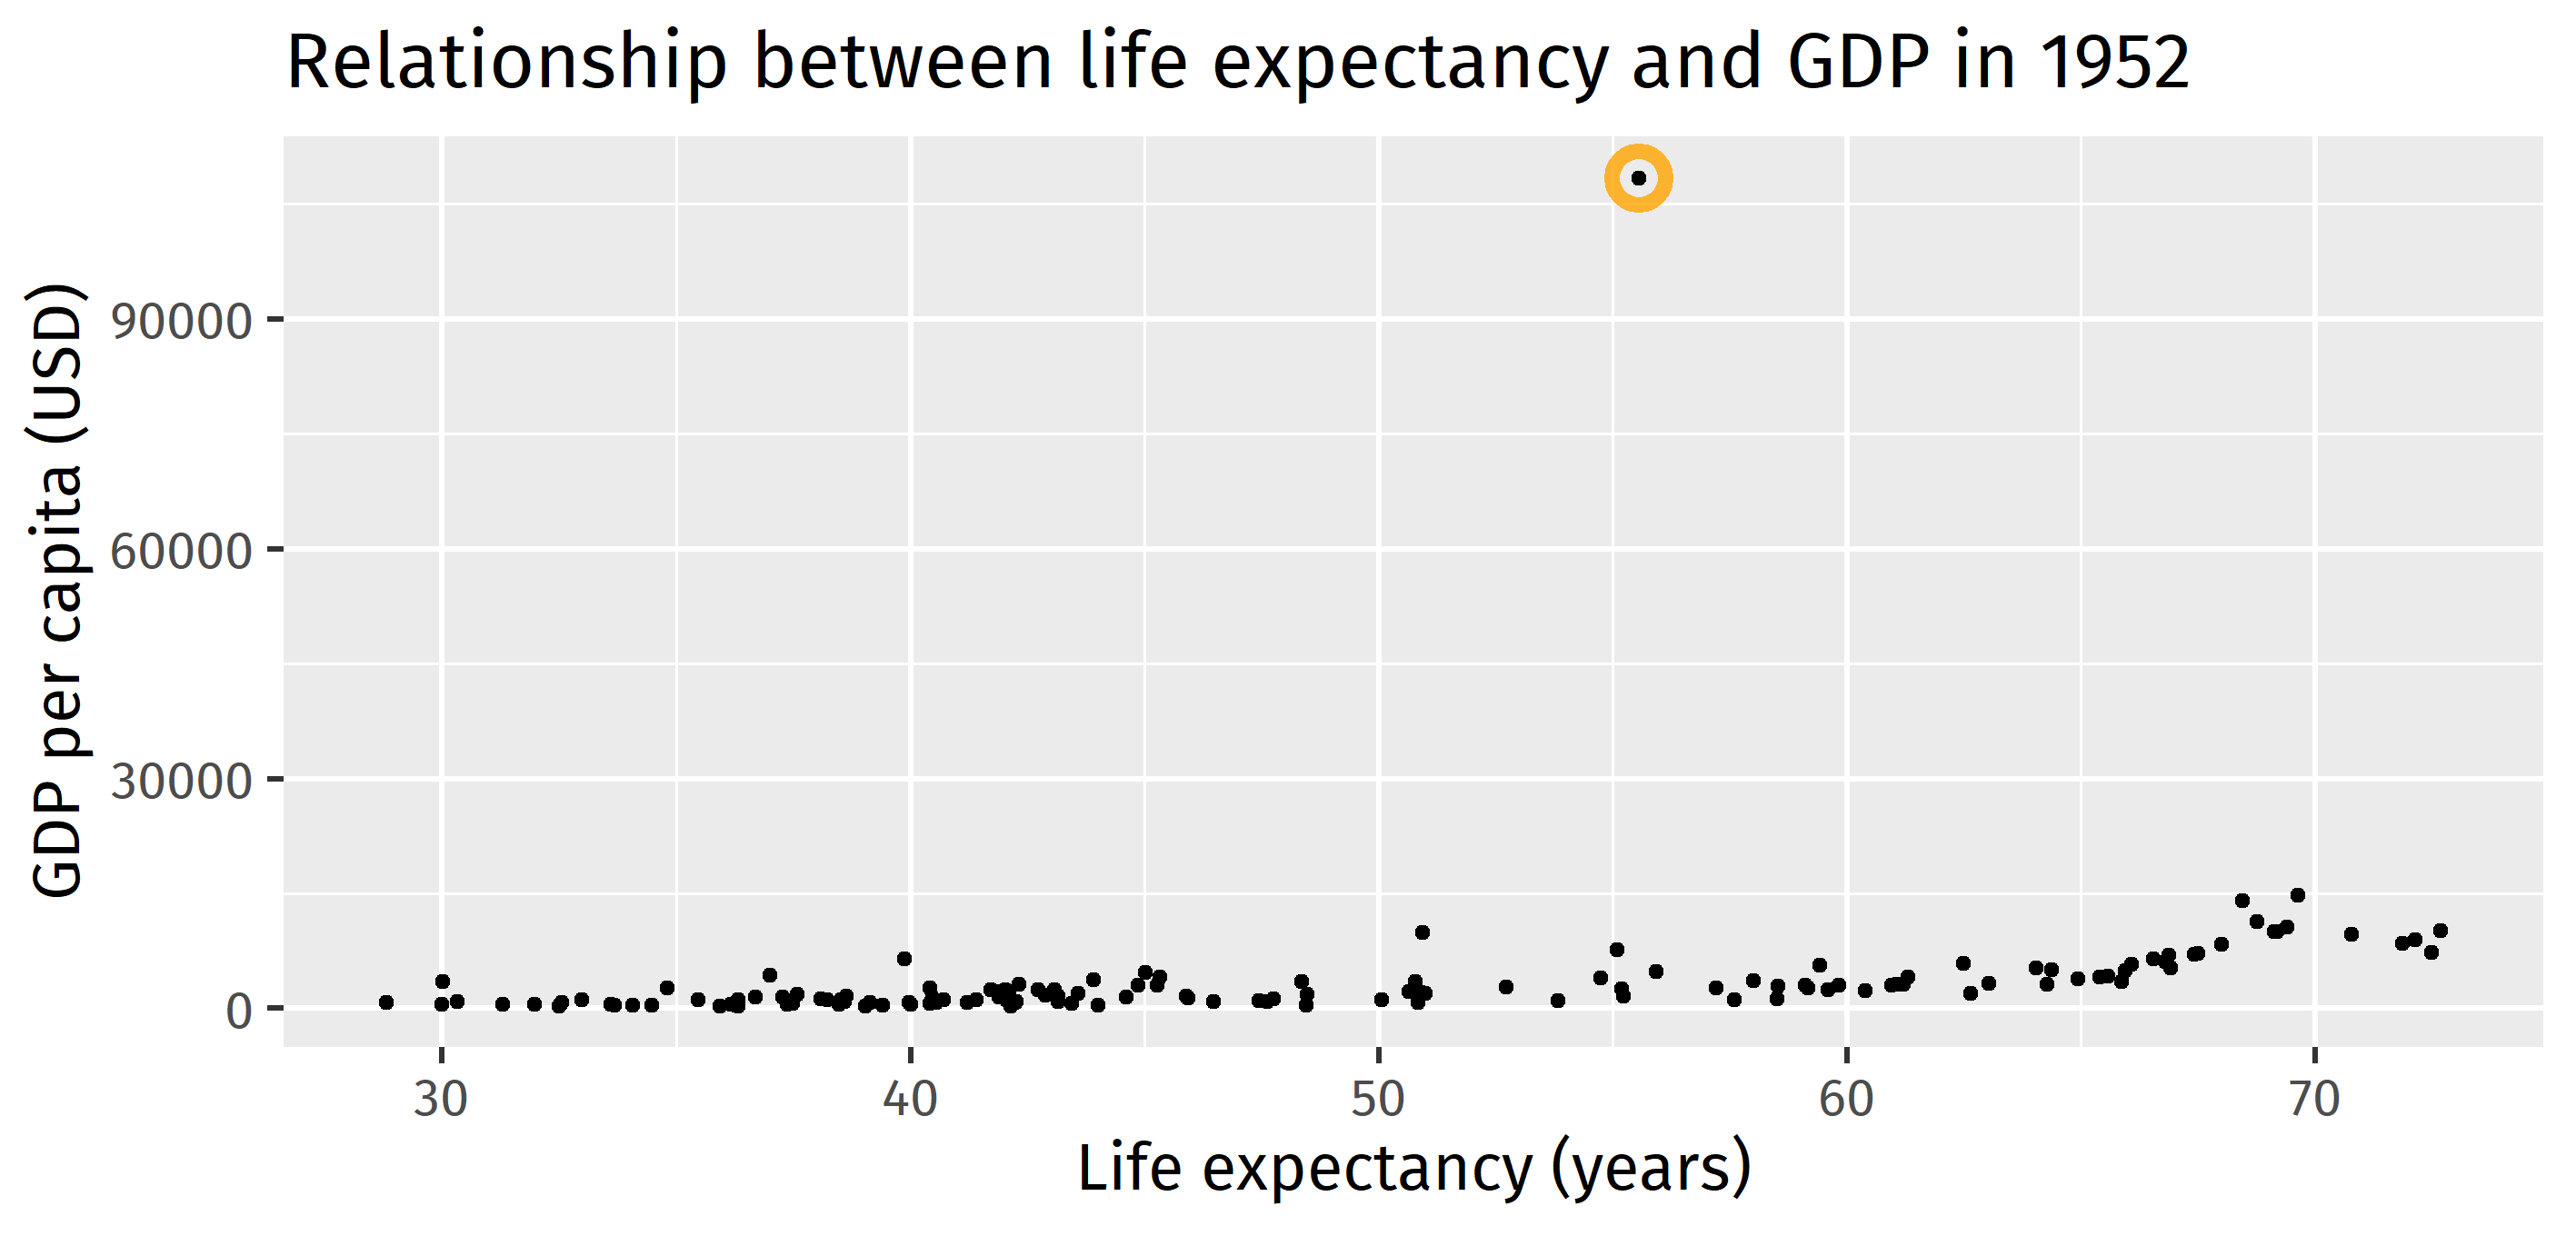 Relationship between life expectancy and GDP in 1952
GDP per capita (USD)
90000
60000
30000
0
30 40 50 60 70
Life expectancy (years)